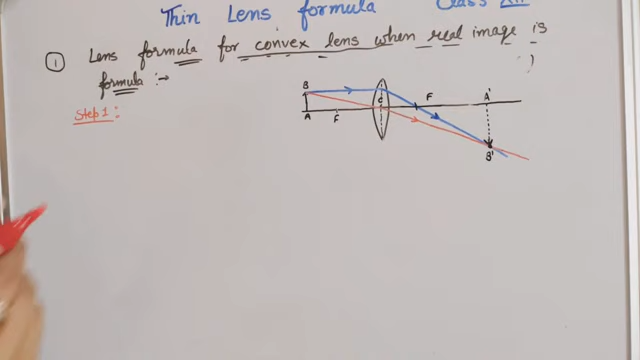 Thin Lens formula Class XII
① Lens formula for convex lens when real image is
formula :→
Step 1 :
B
F
A'
C
A
F
B'